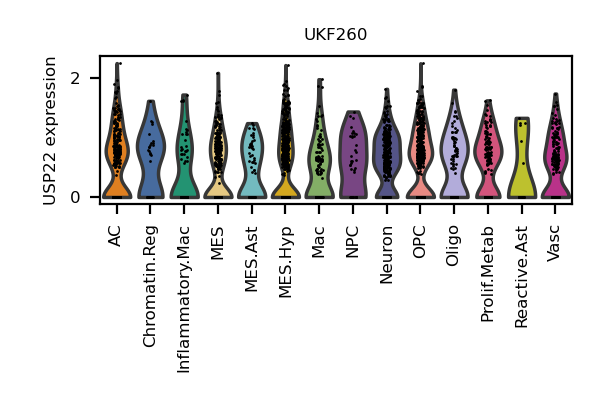 UKF260
USP22 expression
2
0
AC
Chromatin.Reg
Inflammatory.Mac
MES
MES.Ast
MES.Hyp
Mac
NPC
Neuron
OPC
Oligo
Prolif.Metab
Reactive.Ast
Vasc